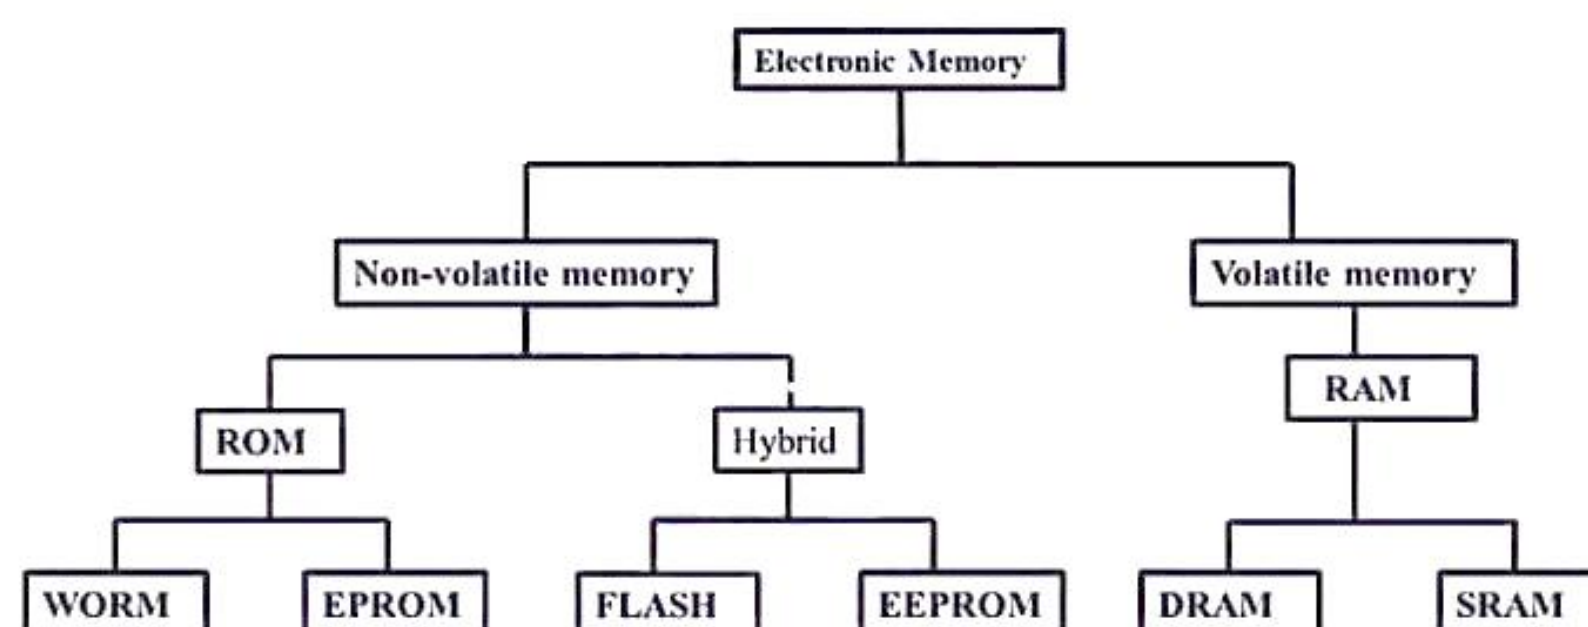 Electronic Memory
Non-volatile memory
Volatile memory
RAM
ROM
Hybrid
WORM
EPROM
FLASH
EEPROM
DRAM
SRAM